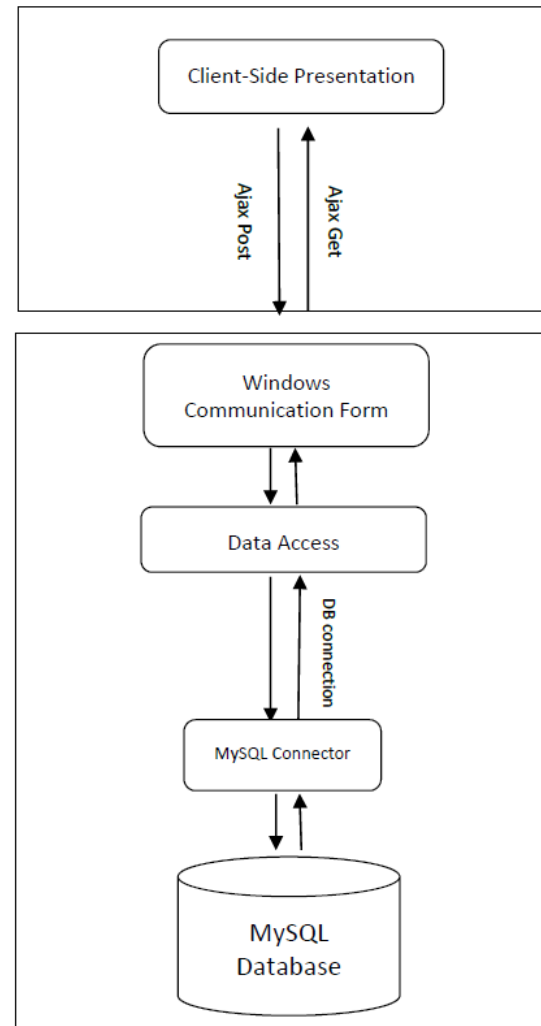 Client-Side Presentation
Ajax Post
Ajax Get
Windows
Communication Form
Data Access
DB connection
MySQL Connector
MySQL
Database